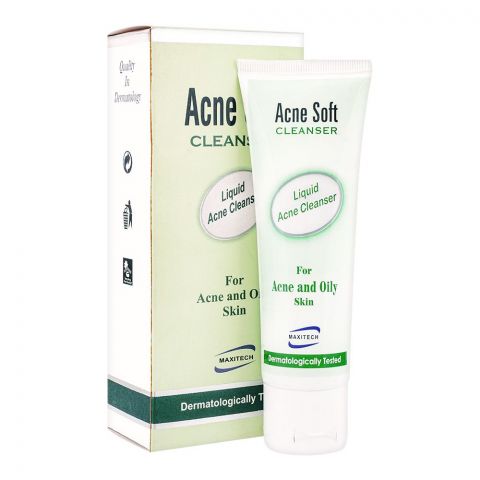 Quality
In
Dermatology
Acne
CLEANS
Liquid
Acne Cleans
For
Acne and O
Skin
MAXITECH
Dermatologically T
Acne Soft
CLEANSER
Liquid
Acne Cleanser
For
Acne and Oily
Skin
MAXITECH
Dermatologically Tested